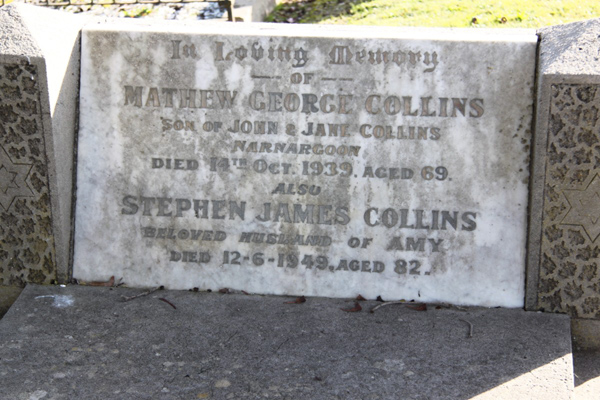 In Loving Memory
OF
MATHEW GEORGE COLLINS
SON OF JOHN & JANE COLLINS
NARNARGOON
DIED 14TH OCT. 1939. AGED 69.
ALSO
STEPHEN JAMES COLLINS
BELOVED HUSBAND OF AMY
DIED 12-6-1949, AGED 82.